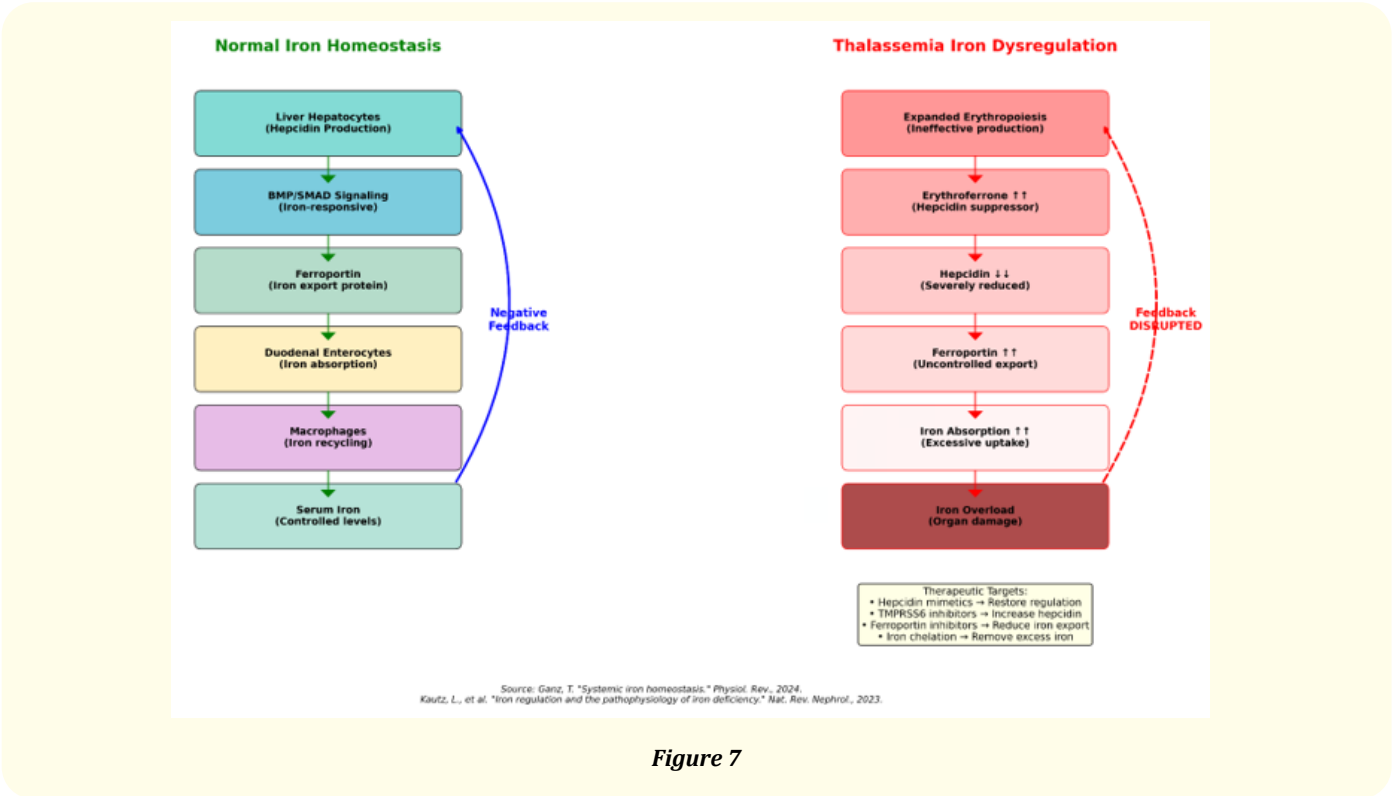 Normal Iron Homeostasis
Liver Hepatocytes
(Hepcidin Production)
BMP/SMAD Signaling
(Iron-responsive)
Ferroportin
(Iron export protein)
Duodenal Enterocytes
(Iron absorption)
Macrophages
(Iron recycling)
Serum Iron
(Controlled levels)
Negative
Feedback
Thalassemia Iron Dysregulation
Expanded Erythropoiesis
(Ineffective production)
Erythroferrone ↑↑
(Hepcidin suppressor)
Hepcidin ↓↓
(Severely reduced)
Ferroportin ↑↑
(Uncontrolled export)
Iron Absorption ↑↑
(Excessive uptake)
Iron Overload
(Organ damage)
Feedback
DISRUPTED
Therapeutic Targets:
• Hepcidin mimetics → Restore regulation
• TMPRSS6 inhibitors → Increase hepcidin
• Ferroportin inhibitors → Reduce iron export
• Iron chelation → Remove excess iron
Source: Ganz, T. "Systemic iron homeostasis." Physiol. Rev., 2024.
Kautz, L., et al. "Iron regulation and the pathophysiology of iron deficiency." Nat. Rev. Nephrol., 2023.
Figure 7